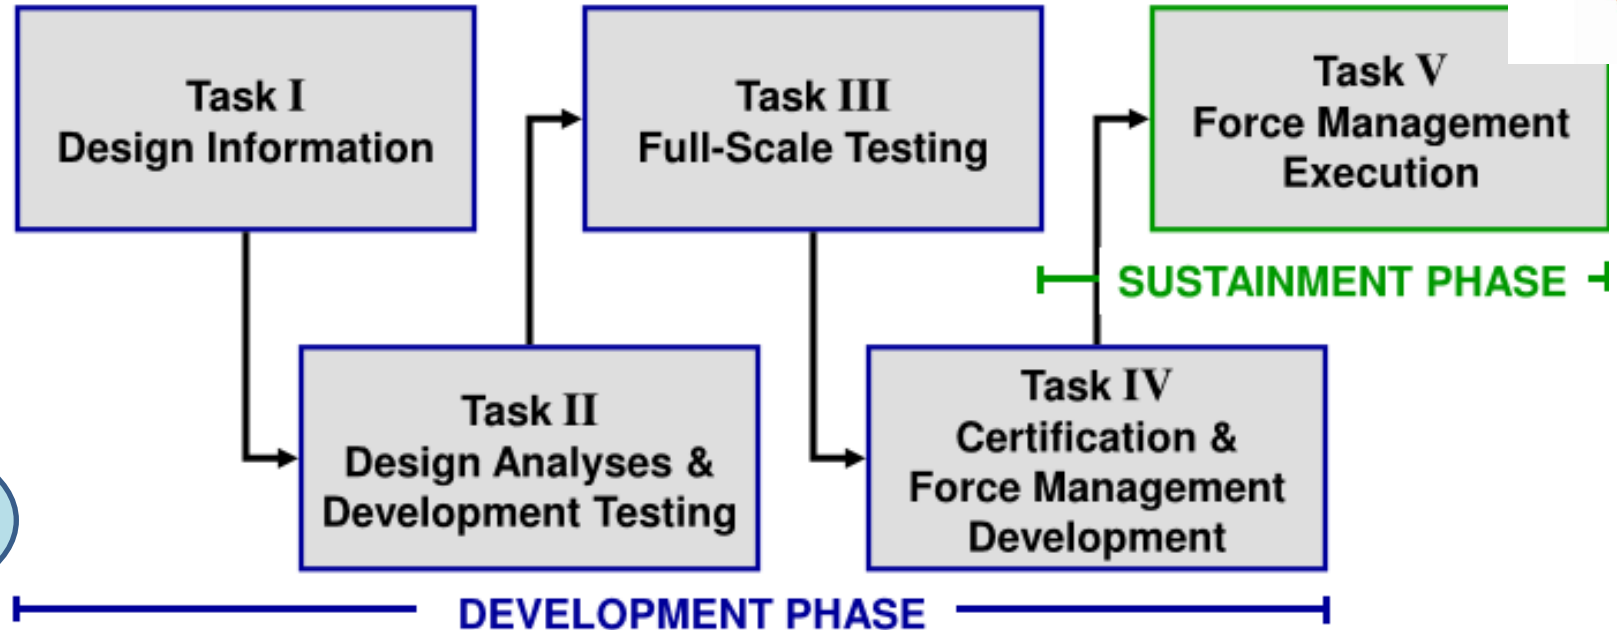 Task I
Design Information
Task II
Design Analyses &
Development Testing
Task III
Full-Scale Testing
Task IV
Certification &
Force Management
Development
Task V
Force Management
Execution
SUSTAINMENT PHASE
DEVELOPMENT PHASE